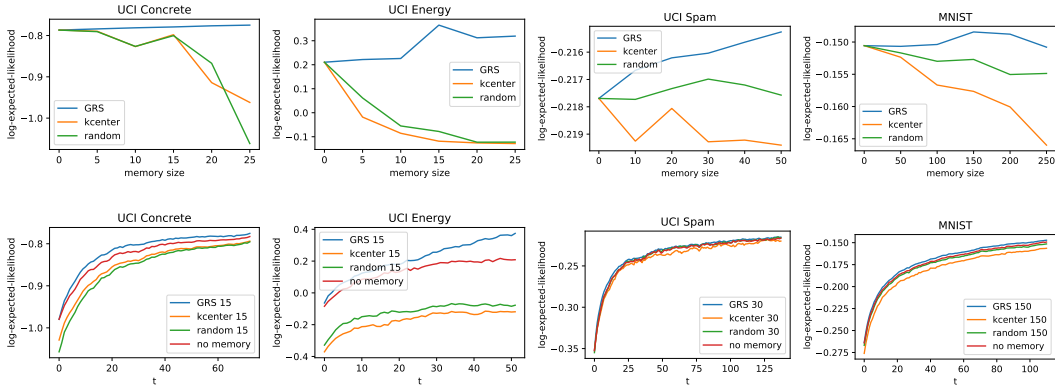 UCI Concrete
log-expected-likelihood
−0.8
−0.9
−1.0
GRS
kcenter
random
0
5
10
15
20
25
memory size
UCI Energy
log-expected-likelihood
0.4
0.3
0.2
0.1
0.0
−0.1
GRS
kcenter
random
0
5
10
15
20
25
memory size
UCI Spam
log-expected-likelihood
−0.216
−0.217
−0.218
−0.219
GRS
kcenter
random
0
10
20
30
40
50
memory size
MNIST
log-expected-likelihood
−0.150
−0.155
−0.160
−0.165
GRS
kcenter
random
0
50
100
150
200
250
memory size
UCI Concrete
log-expected-likelihood
−0.8
−0.9
−1.0
GRS 15
kcenter 15
random 15
no memory
0
20
40
60
t
UCI Energy
log-expected-likelihood
0.4
0.2
0.0
−0.2
−0.4
GRS 15
kcenter 15
random 15
no memory
0
10
20
30
40
50
t
UCI Spam
log-expected-likelihood
−0.25
−0.30
−0.35
GRS 30
kcenter 30
random 30
no memory
0
25
50
75
100
125
t
MNIST
log-expected-likelihood
−0.150
−0.175
−0.200
−0.225
−0.250
−0.275
GRS 150
kcenter 150
random 150
no memory
0
20
40
60
80
100
t